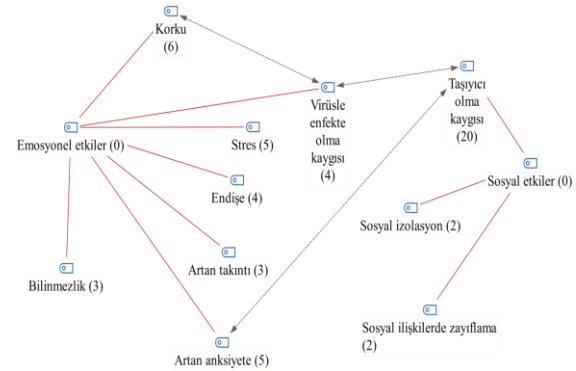 Korku
(6)
Taşıyıcı
olma
kaygısı
(20)
Virüsle
enfekte
olma
kaygısı
(4)
Emosyonel etkiler (0)
Stres (5)
Sosyal etkiler (0)
Endişe (4)
Sosyal izolasyon (2)
Artan takıntı (3)
Bilinmezlik (3)
Sosyal ilişkilerde zayıflama
(2)
Artan anksiyete (5)